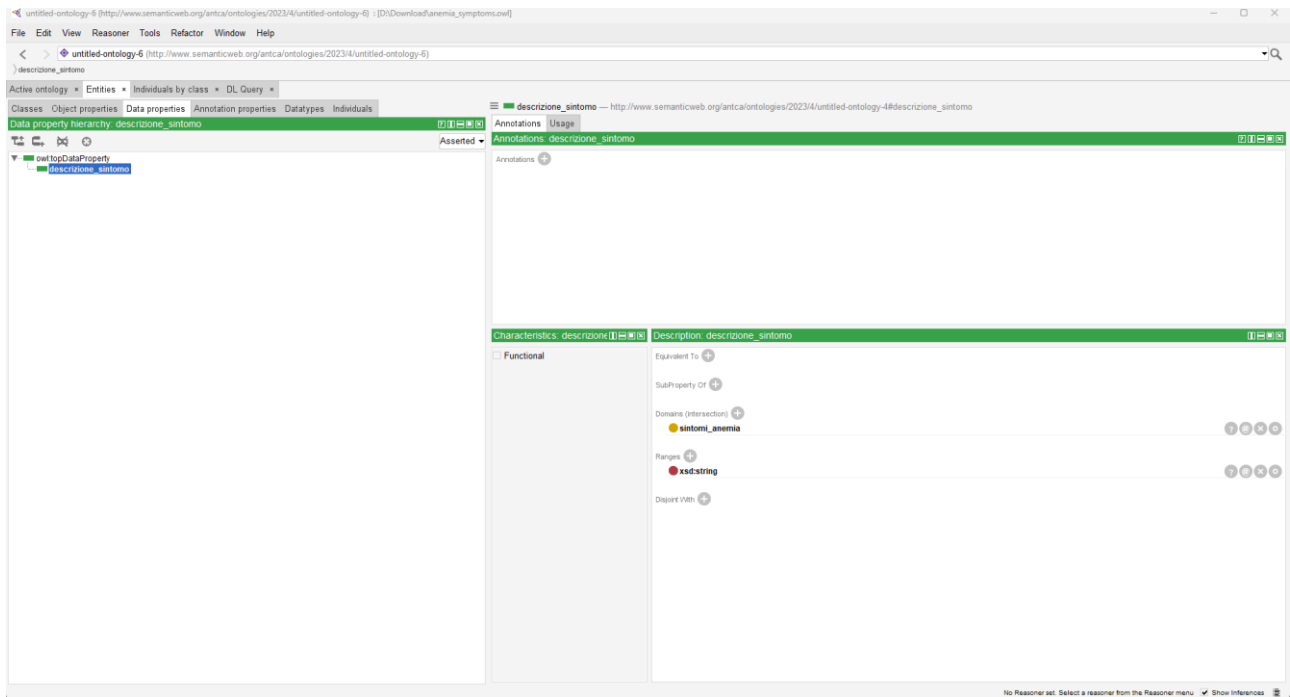 untitled-ontology-6 (http://www.semanticweb.org/antca/ontologies/2023/4/untitled-ontology-6) : [D:\Download\anemia_symptoms.owl]
File Edit View Reasoner Tools Refactor Window Help
untitled-ontology-6 (http://www.semanticweb.org/antca/ontologies/2023/4/untitled-ontology-6)
descrizione_sintomo
Active ontology × Entities × Individuals by class × DL Query ×
Classes Object properties Data properties Annotation properties Datatypes Individuals
Data property hierarchy: descrizione_sintomo
Asserted
owl:topDataProperty
descrizione_sintomo
descrizione_sintomo — http://www.semanticweb.org/antca/ontologies/2023/4/untitled-ontology-4#descrizione_sintomo
Annotations Usage
Annotations: descrizione_sintomo
Annotations
Characteristics: descrizione
Functional
Description: descrizione_sintomo
Equivalent To
SubProperty Of
Domains (intersection)
sintomi_anemia
Ranges
xsd:string
Disjoint With
No Reasoner set. Select a reasoner from the Reasoner menu Show Inferences